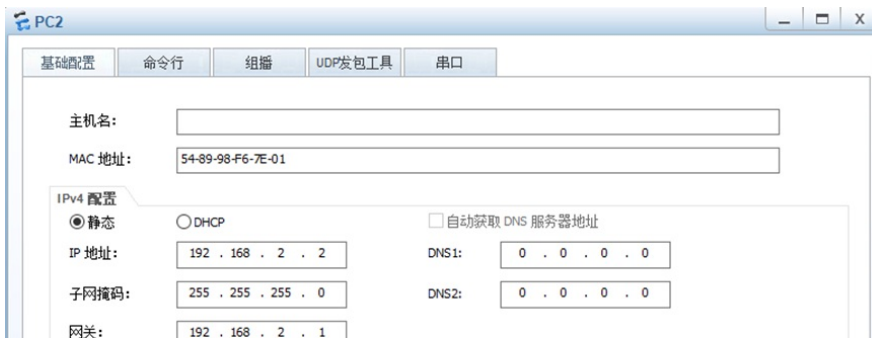 PC2
基础配置 命令行 组播 UDP发包工具 串口
主机名：
MAC 地址： 54-89-98-F6-7E-01
IPv4 配置
静态 DHCP 自动获取 DNS 服务器地址
IP 地址： 192 . 168 . 2 . 2 DNS1: 0 . 0 . 0 . 0
子网掩码： 255 . 255 . 255 . 0 DNS2: 0 . 0 . 0 . 0
网关： 192 . 168 . 2 . 1